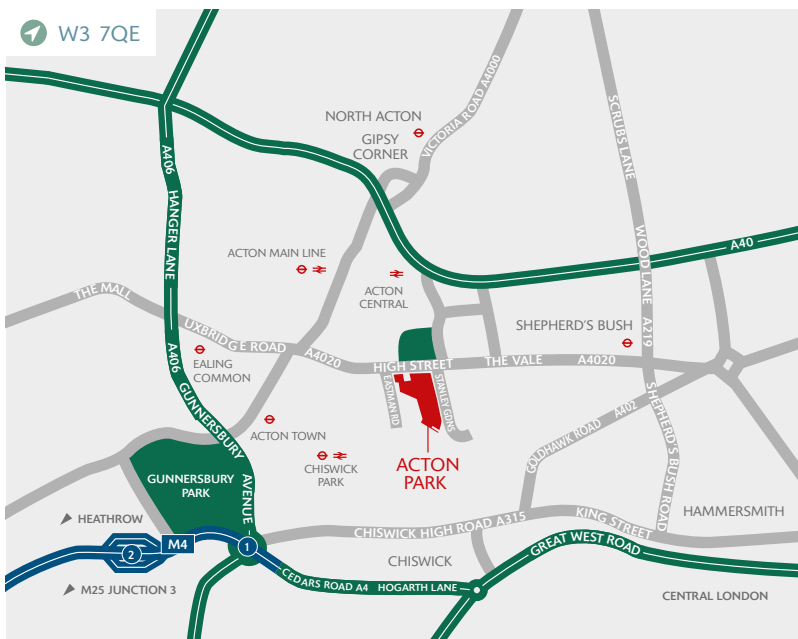 W3 7QE
NORTH ACTON
GIPSY
CORNER
VICTORIA ROAD A4000
SCRUBS LANE
A406
HANGER LANE
WOOD LANE
A219
A40
ACTON MAIN LINE
ACTON
CENTRAL
THE MALL
UXBRIDGE ROAD
A4020
SHEPHERD'S BUSH
HIGH STREET
THE VALE
A4020
A406
EALING
COMMON
GUNNERSBURY
AVENUE
EASTMAN RD
STANLEY GDNS
SHEPHERD'S BUSH ROAD
GOLDHAWK ROAD
A402
ACTON TOWN
CHISWICK
PARK
ACTON
PARK
GUNNERSBURY
PARK
HEATHROW
M4
2
1
CHISWICK HIGH ROAD A315
KING STREET
HAMMERSMITH
CHISWICK
GREAT WEST ROAD
CEDARS ROAD A4
HOGARTH LANE
M25 JUNCTION 3
CENTRAL LONDON